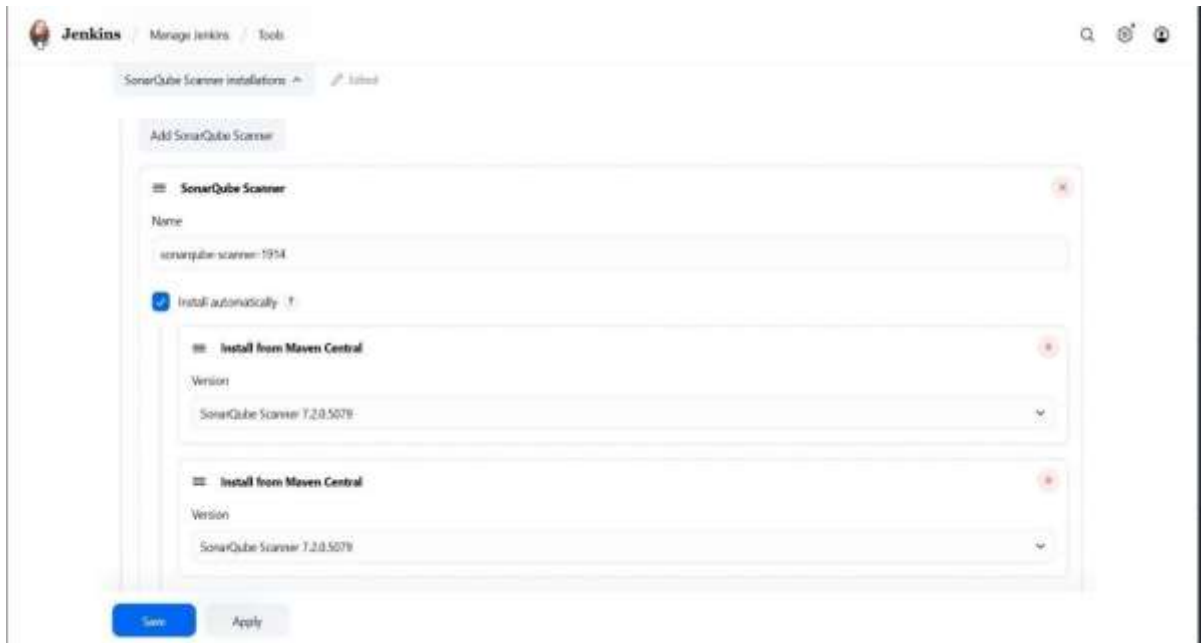 Jenkins / Manage Jenkins / Tools
SonarQube Scanner installations Edited
Add SonarQube Scanner
SonarQube Scanner
Name
sonarqube-scanner-1914
Install automatically ?
Install from Maven Central
Version
SonarQube Scanner 7.2.0.5079
Install from Maven Central
Version
SonarQube Scanner 7.2.0.5079
Save Apply